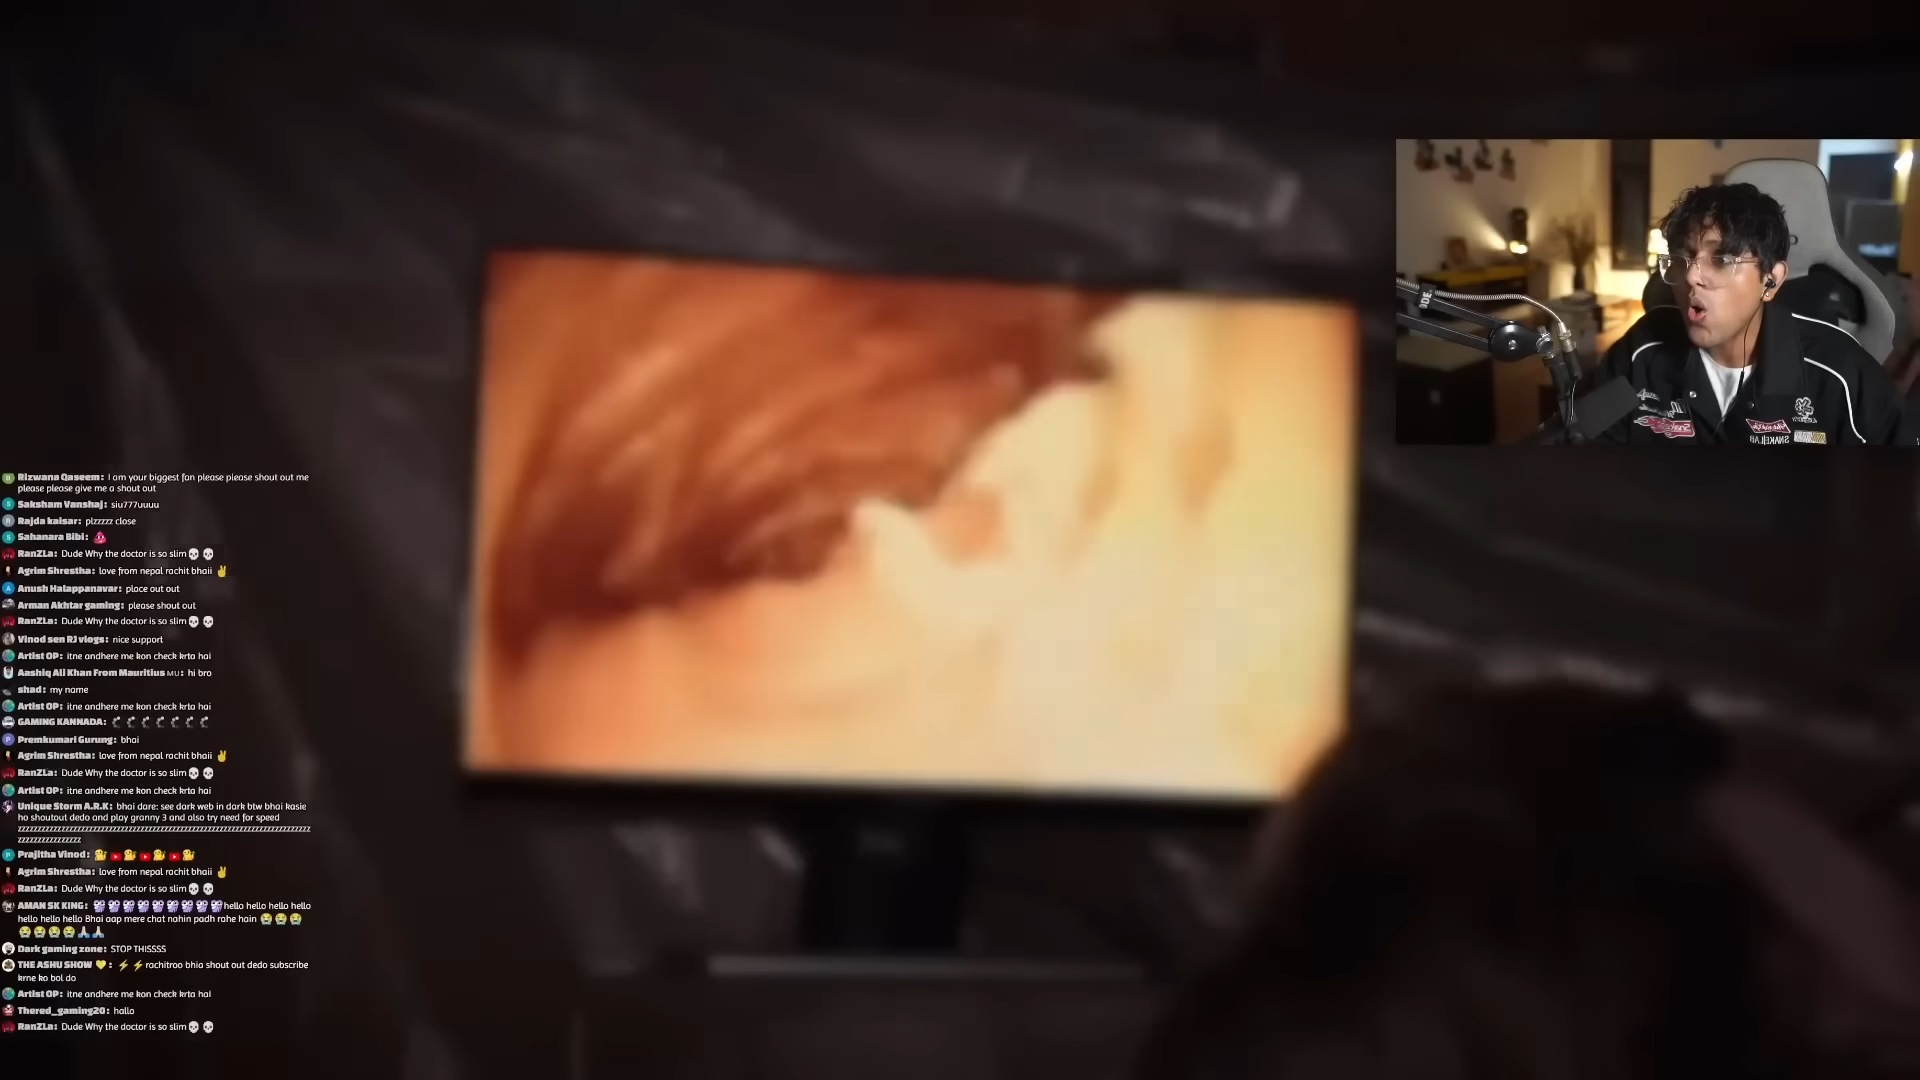 Rizwana Qaseem: I am your biggest fan please please shout out me
please please give me a shout out
Saksham Vanshaj: siu777uuuu
Rajda kaisar: plzzzzz close
Sahanara Bibi:
RanZLa: Dude Why the doctor is so slim💀 💀
Agrim Shrestha: love from nepal rachit bhaii ✌
Anush Halappanavar: place out out
Arman Akhtar gaming: please shout out
RanZLa: Dude Why the doctor is so slim💀 💀
Vinod sen RJ vlogs: nice support
Artist OP: itne andhere me kon check krta hai
Aashiq Ali Khan From Mauritius MU: hi bro
shad: my name
Artist OP: itne andhere me kon check krta hai
GAMING KANNADA:
Premkumari Gurung: bhai
Agrim Shrestha: love from nepal rachit bhaii ✌
RanZLa: Dude Why the doctor is so slim💀 💀
Artist OP: itne andhere me kon check krta hai
Unique Storm A.R.K: bhai dare: see dark web in dark btw bhai kasie
ho shoutout dedo and play granny 3 and also try need for speed
Prajitha Vinod:
Agrim Shrestha: love from nepal rachit bhaii ✌
RanZLa: Dude Why the doctor is so slim💀 💀
AMAN SK KING: hello hello hello hello
hello hello hello Bhai aap mere chat nahin padh rahe hain 😭 😭 😭
😭 😭 😭 😭 🙏 🙏
Dark gaming zone: STOP THISSSS
THE ASHU SHOW 💛: ⚡ ⚡rachitroo bhia shout out dedo subscribe
krne ko bol do
Artist OP: itne andhere me kon check krta hai
Thered_gaming20: hallo
RanZLa: Dude Why the doctor is so slim💀 💀